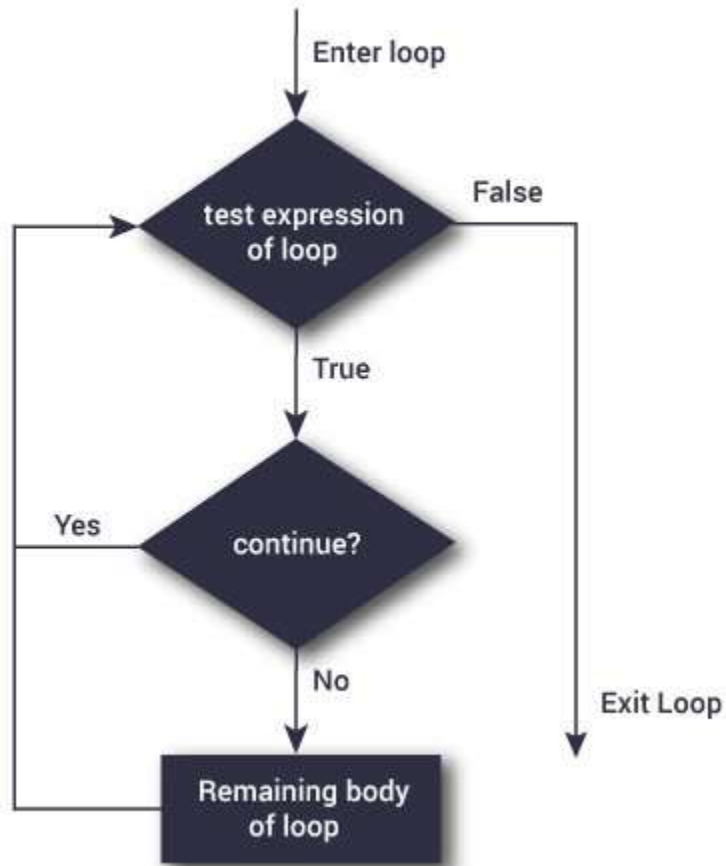 Enter loop
test expression
of loop
False
True
continue?
Yes
No
Exit Loop
Remaining body
of loop